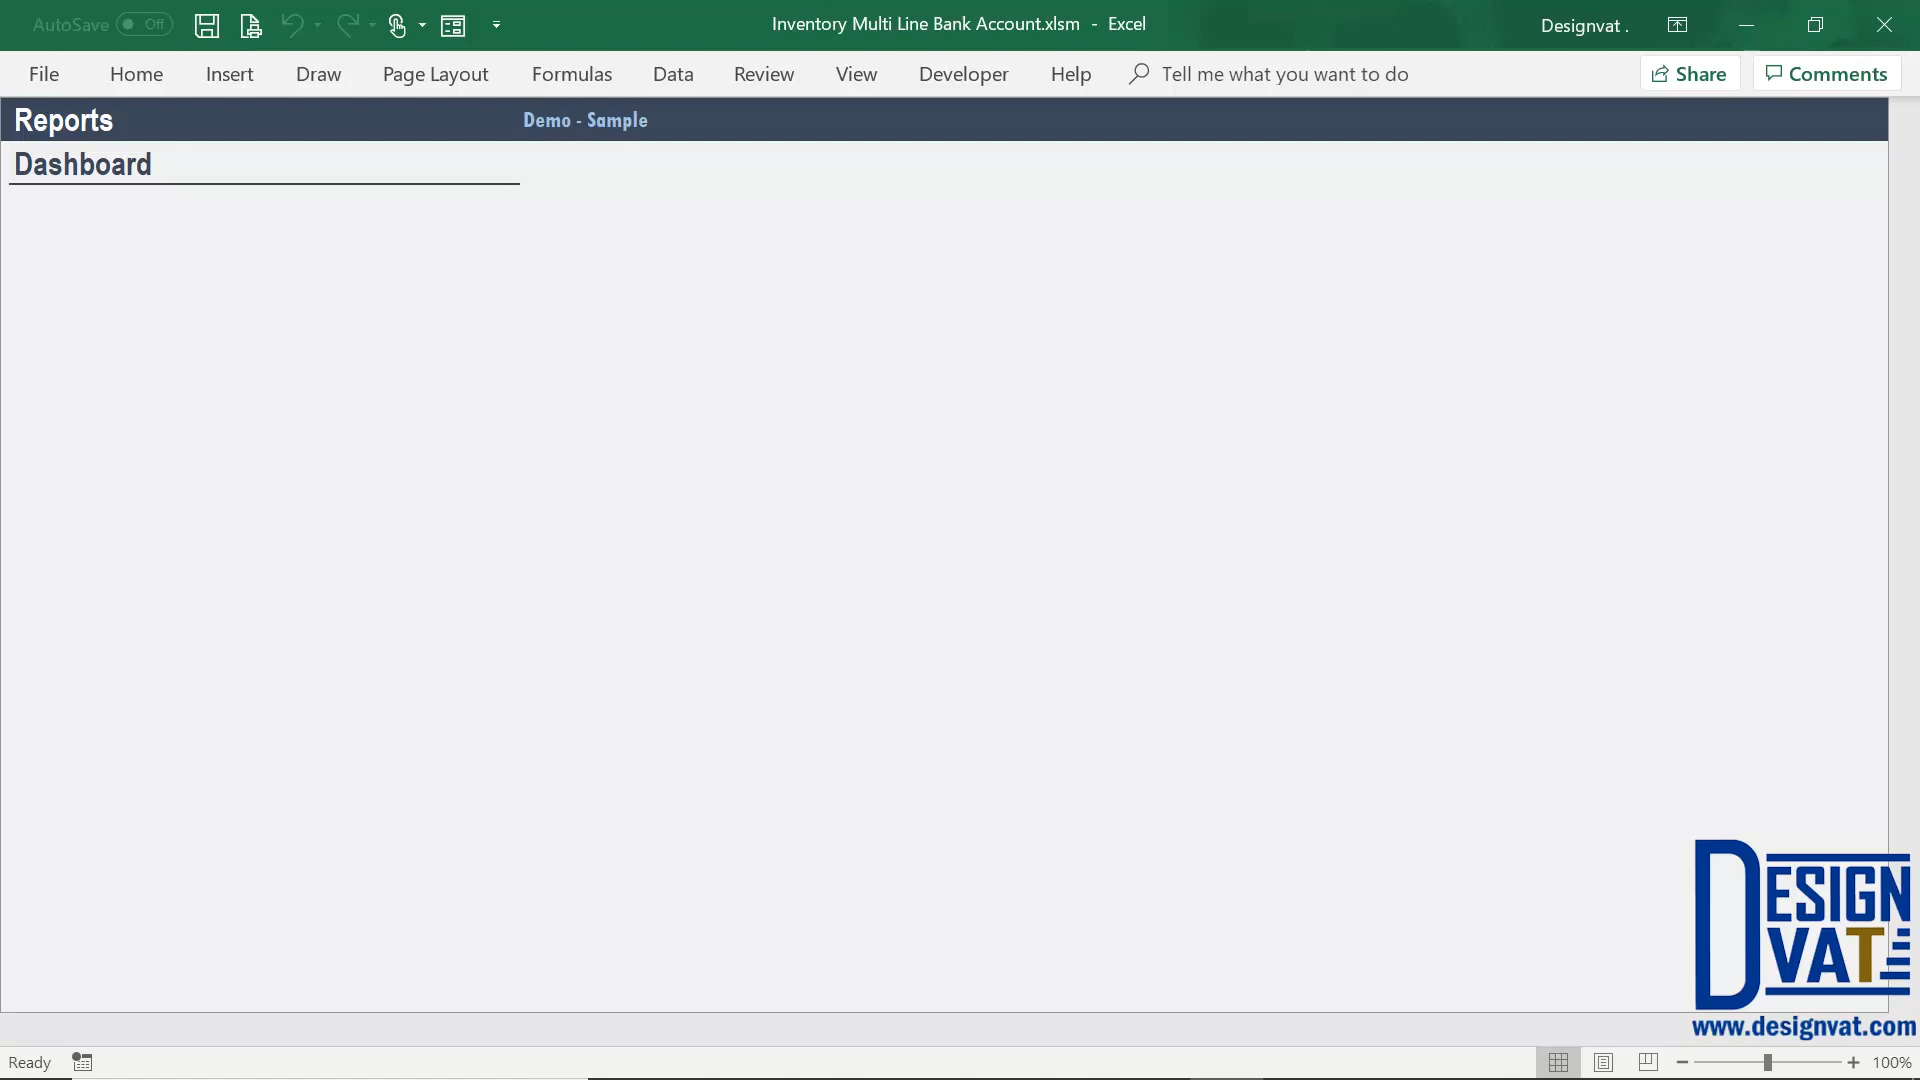 AutoSave Off
Inventory Multi Line Bank Account.xlsm - Excel
Designvat .
File Home Insert Draw Page Layout Formulas Data Review View Developer Help Tell me what you want to do Share Comments
Reports Demo - Sample
Dashboard
DESIGN
VAT
www.designvat.com
Ready
100%